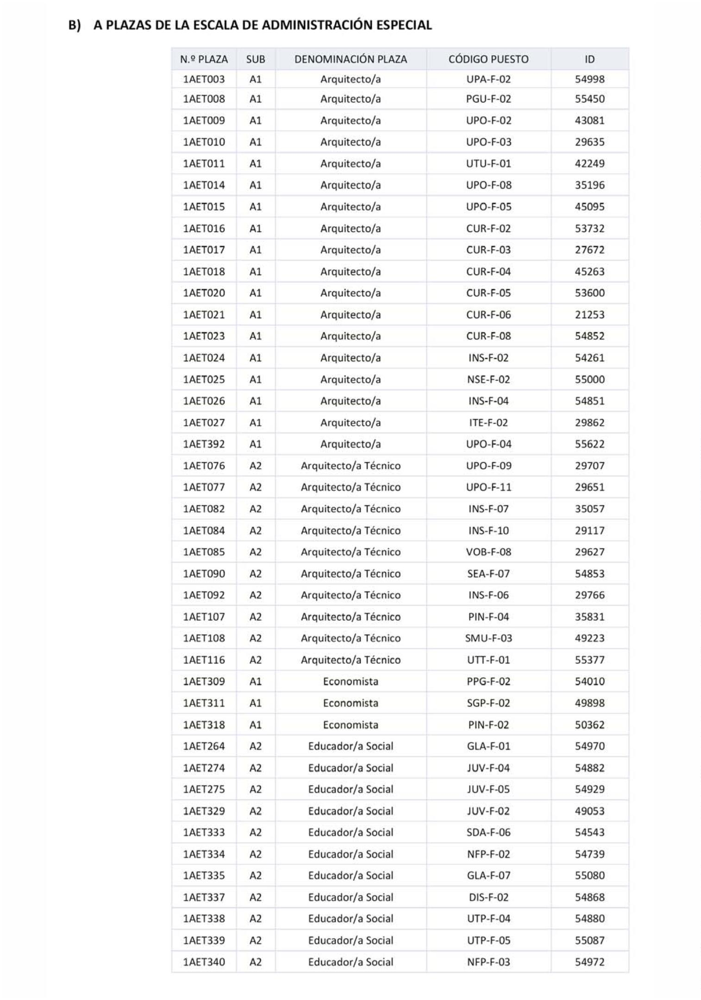 B) A PLAZAS DE LA ESCALA DE ADMINISTRACIÓN ESPECIAL
N.º PLAZA SUB DENOMINACIÓN PLAZA CÓDIGO PUESTO ID
1AET003 A1 Arquitecto/a UPA-F-02 54998
1AET008 A1 Arquitecto/a PGU-F-02 55450
1AET009 A1 Arquitecto/a UPO-F-02 43081
1AET010 A1 Arquitecto/a UPO-F-03 29635
1AET011 A1 Arquitecto/a UTU-F-01 42249
1AET014 A1 Arquitecto/a UPO-F-08 35196
1AET015 A1 Arquitecto/a UPO-F-05 45095
1AET016 A1 Arquitecto/a CUR-F-02 53732
1AET017 A1 Arquitecto/a CUR-F-03 27672
1AET018 A1 Arquitecto/a CUR-F-04 45263
1AET020 A1 Arquitecto/a CUR-F-05 53600
1AET021 A1 Arquitecto/a CUR-F-06 21253
1AET023 A1 Arquitecto/a CUR-F-08 54852
1AET024 A1 Arquitecto/a INS-F-02 54261
1AET025 A1 Arquitecto/a NSE-F-02 55000
1AET026 A1 Arquitecto/a INS-F-04 54851
1AET027 A1 Arquitecto/a ITE-F-02 29862
1AET392 A1 Arquitecto/a UPO-F-04 55622
1AET076 A2 Arquitecto/a Técnico UPO-F-09 29707
1AET077 A2 Arquitecto/a Técnico UPO-F-11 29651
1AET082 A2 Arquitecto/a Técnico INS-F-07 35057
1AET084 A2 Arquitecto/a Técnico INS-F-10 29117
1AET085 A2 Arquitecto/a Técnico VOB-F-08 29627
1AET090 A2 Arquitecto/a Técnico SEA-F-07 54853
1AET092 A2 Arquitecto/a Técnico INS-F-06 29766
1AET107 A2 Arquitecto/a Técnico PIN-F-04 35831
1AET108 A2 Arquitecto/a Técnico SMU-F-03 49223
1AET116 A2 Arquitecto/a Técnico UTT-F-01 55377
1AET309 A1 Economista PPG-F-02 54010
1AET311 A1 Economista SGP-F-02 49898
1AET318 A1 Economista PIN-F-02 50362
1AET264 A2 Educador/a Social GLA-F-01 54970
1AET274 A2 Educador/a Social JUV-F-04 54882
1AET275 A2 Educador/a Social JUV-F-05 54929
1AET329 A2 Educador/a Social JUV-F-02 49053
1AET333 A2 Educador/a Social SDA-F-06 54543
1AET334 A2 Educador/a Social NFP-F-02 54739
1AET335 A2 Educador/a Social GLA-F-07 55080
1AET337 A2 Educador/a Social DIS-F-02 54868
1AET338 A2 Educador/a Social UTP-F-04 54880
1AET339 A2 Educador/a Social UTP-F-05 55087
1AET340 A2 Educador/a Social NFP-F-03 54972